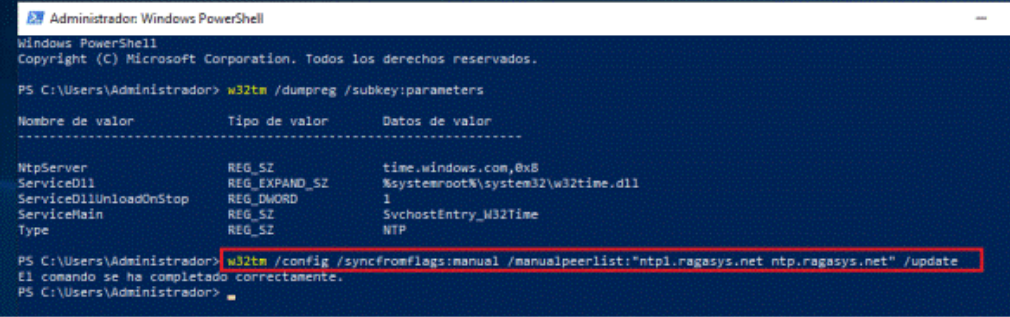 Administrador: Windows PowerShell
Windows PowerShell
Copyright (C) Microsoft Corporation. Todos los derechos reservados.
PS C:\Users\Administrador> w32tm /dumpreg /subkey:parameters
Nombre de valor Tipo de valor Datos de valor
-----------------------------------------------------------------
NtpServer REG_SZ time.windows.com,0x8
ServiceDll REG_EXPAND_SZ %systemroot%\system32\w32time.dll
ServiceDllUnloadOnStop REG_DWORD 1
ServiceMain REG_SZ SvchostEntry_W32Time
Type REG_SZ NTP
PS C:\Users\Administrador> w32tm /config /syncfromflags:manual /manualpeerlist:"ntp1.ragasys.net ntp.ragasys.net" /update
El comando se ha completado correctamente.
PS C:\Users\Administrador>